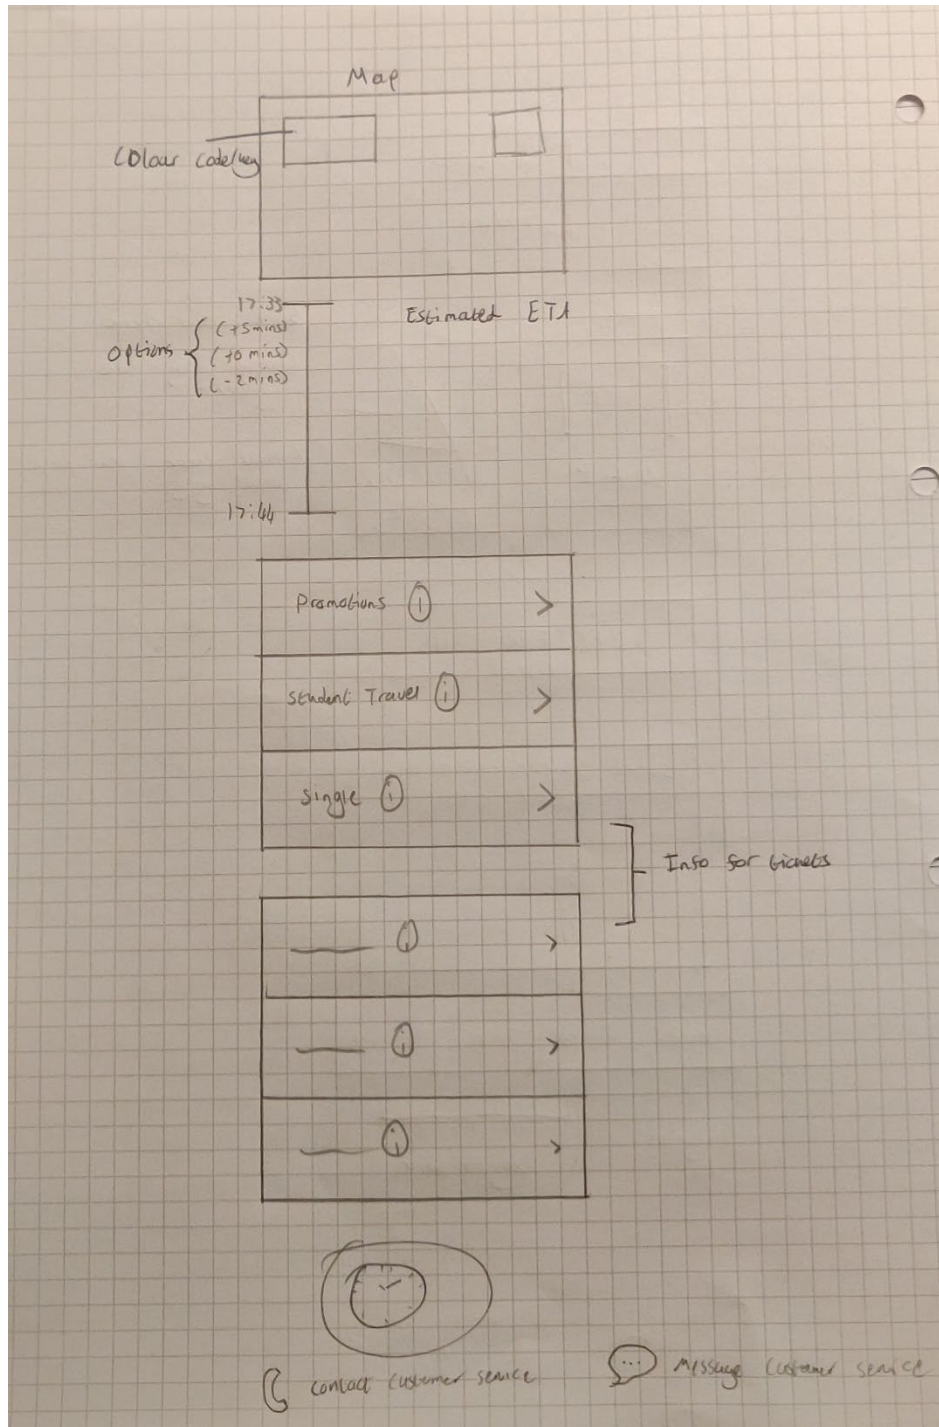 Map
Colour code/key
17:33
Estimated ETA
(+5mins)
Options
(+0 mins)
(-2mins)
17:44
Promotions i >
Student Travel i >
Single i >
Info for tickets
i >
i >
i >
Contact customer service
... Message customer service